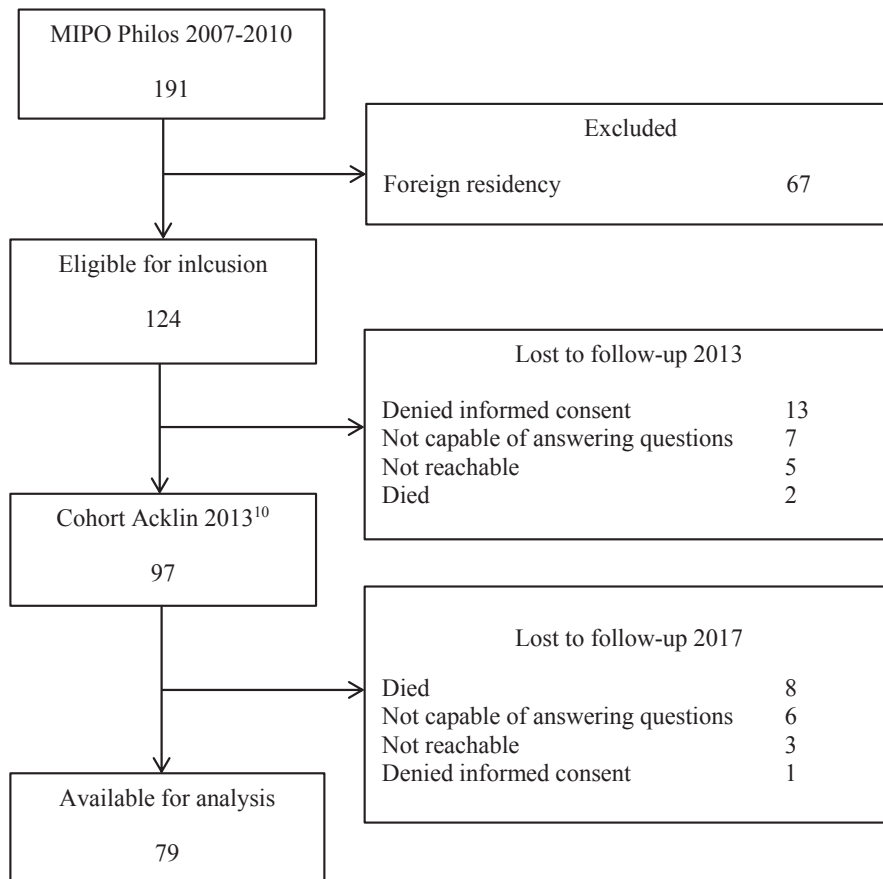 MIPO Philos 2007-2010
191
Excluded
Foreign residency 67
Eligible for inlcusion
124
Lost to follow-up 2013
Denied informed consent 13
Not capable of answering questions 7
Not reachable 5
Died 2
Cohort Acklin 2013¹⁰
97
Lost to follow-up 2017
Died 8
Not capable of answering questions 6
Not reachable 3
Denied informed consent 1
Available for analysis
79